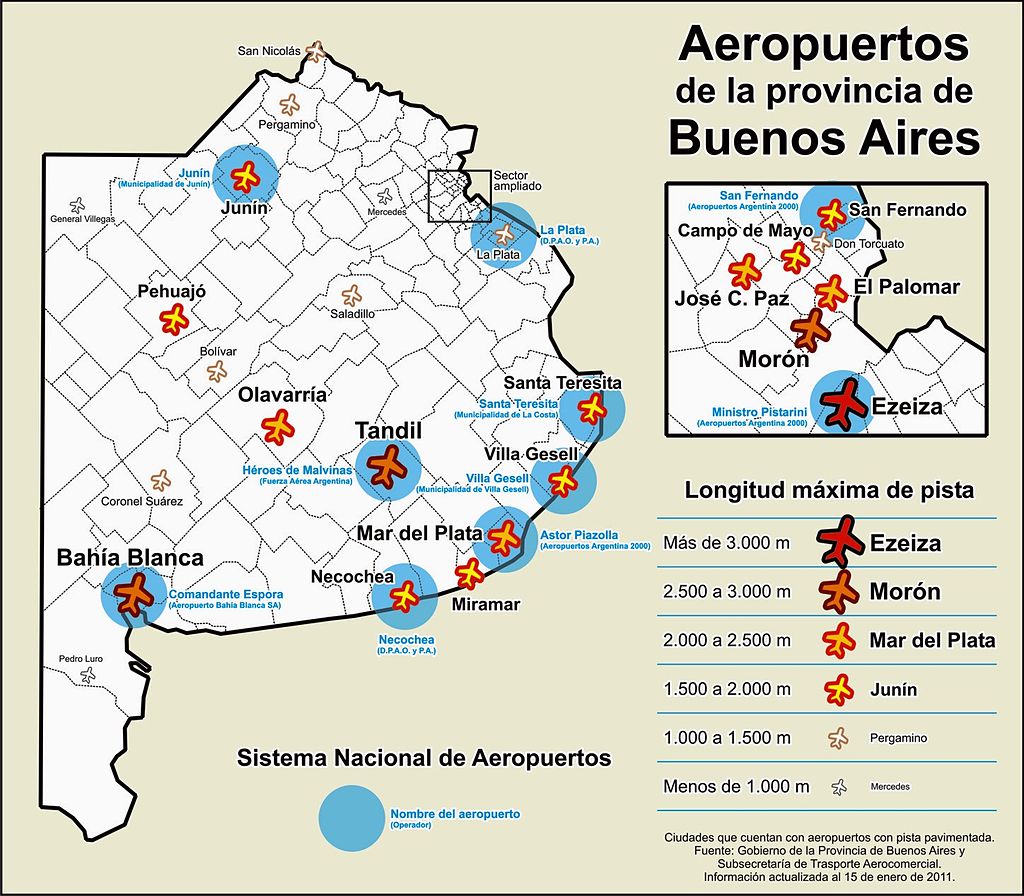 Aeropuertos
de la provincia de
Buenos Aires
San Nicolás
Pergamino
Junín
(Municipalidad de Junín)
Junín
General Villegas
Mercedes
Sector
ampliado
La Plata
(D.P.A.O. y P.A.)
La Plata
Pehuajó
Saladillo
Bolívar
Olavarría
Santa Teresita
Santa Teresita
(Municipalidad de La Costa)
Tandil
Héroes de Malvinas
(Fuerza Aérea Argentina)
Villa Gesell
Villa Gesell
(Municipalidad de Villa Gesell)
Coronel Suárez
Mar del Plata
Astor Piazolla
(Aeropuertos Argentina 2000)
Bahía Blanca
Comandante Espora
(Aeropuerto Bahía Blanca SA)
Necochea
Miramar
Necochea
(D.P.A.O. y P.A.)
Pedro Luro
San Fernando
(Aeropuertos Argentina 2000)
San Fernando
Campo de Mayo
Don Torcuato
José C. Paz
El Palomar
Morón
Ministro Pistarini
(Aeropuertos Argentina 2000)
Ezeiza
Longitud máxima de pista
Más de 3.000 m Ezeiza
2.500 a 3.000 m Morón
2.000 a 2.500 m Mar del Plata
1.500 a 2.000 m Junín
1.000 a 1.500 m Pergamino
Menos de 1.000 m Mercedes
Sistema Nacional de Aeropuertos
Nombre del aeropuerto
(Operador)
Ciudades que cuentan con aeropuertos con pista pavimentada.
Fuente: Gobierno de la Provincia de Buenos Aires y
Subsecretaría de Trasporte Aerocomercial.
Información actualizada al 15 de enero de 2011.